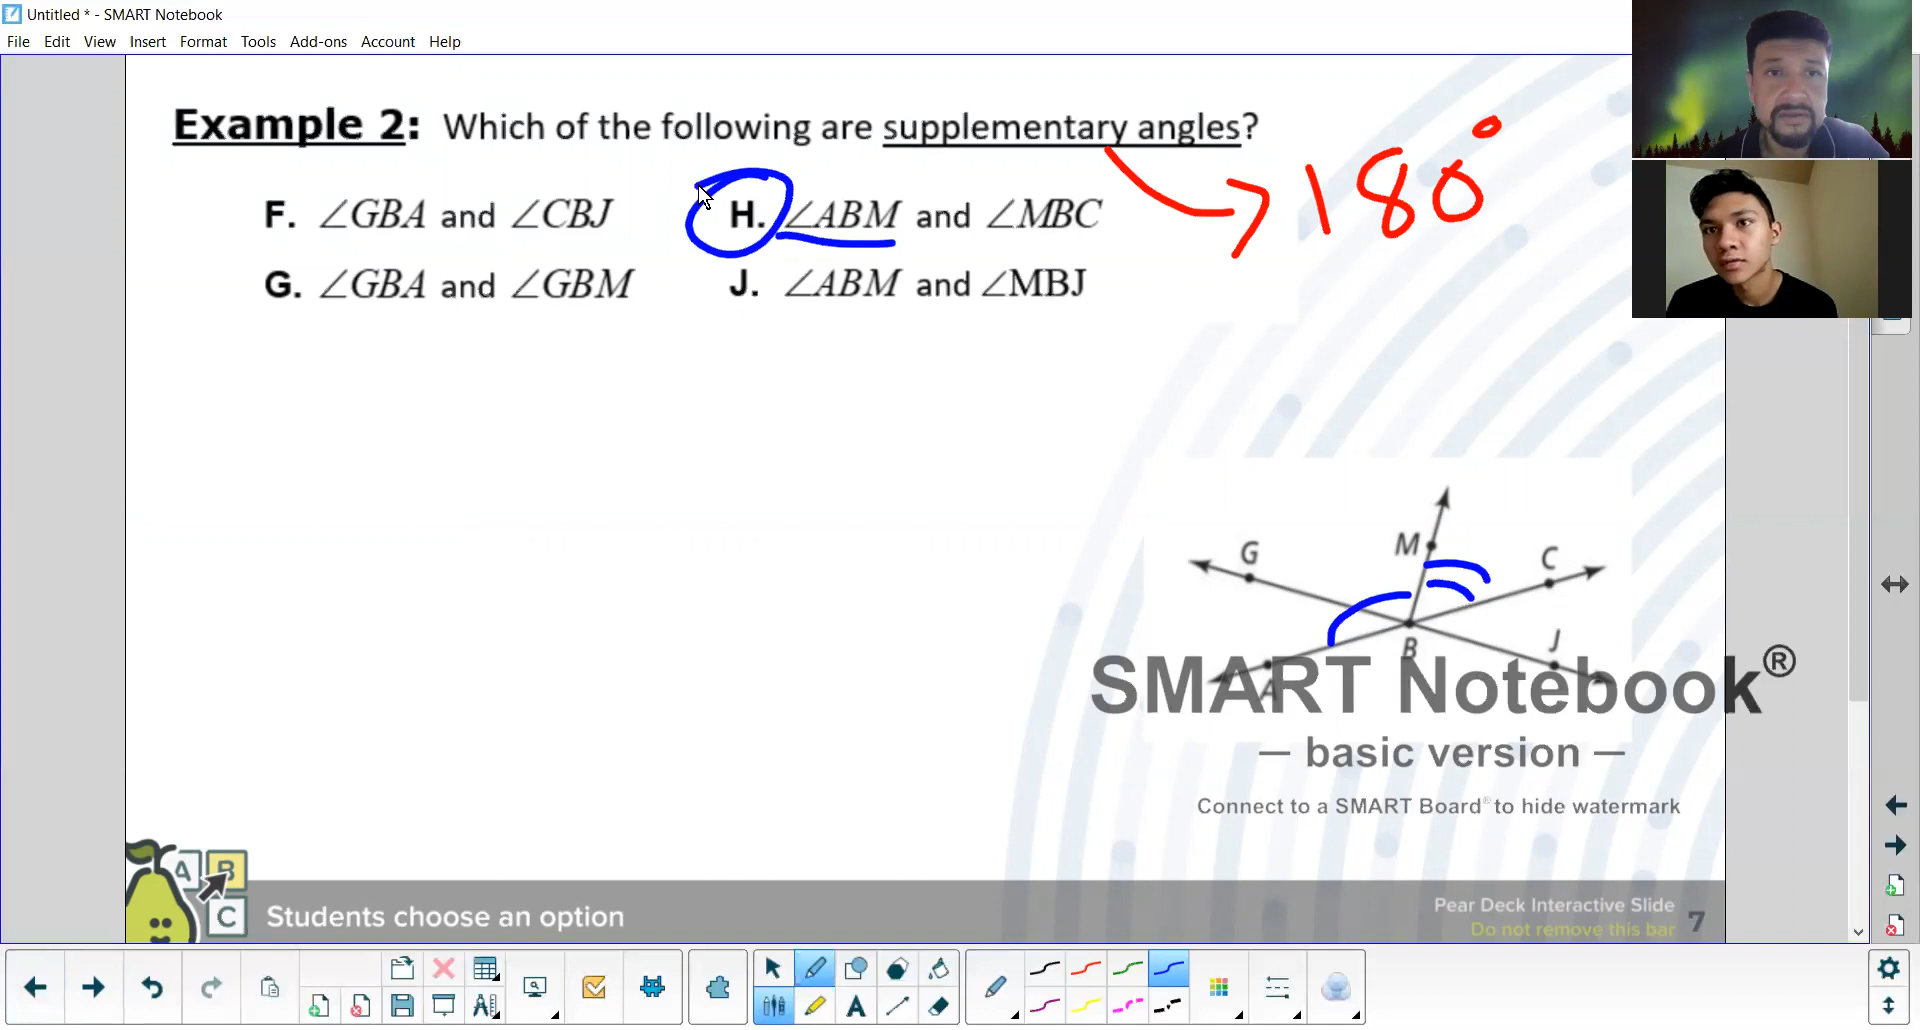 Untitled * - SMART Notebook
File Edit View Insert Format Tools Add-ons Account Help
Example 2: Which of the following are supplementary angles?
180°
F. ∠GBA and ∠CBJ
H. ∠ABM and ∠MBC
G. ∠GBA and ∠GBM
J. ∠ABM and ∠MBJ
G
M
C
B
J
A
SMART Notebook®
— basic version —
Connect to a SMART Board® to hide watermark
A B
C
Students choose an option
Pear Deck Interactive Slide
Do not remove this bar
7
A